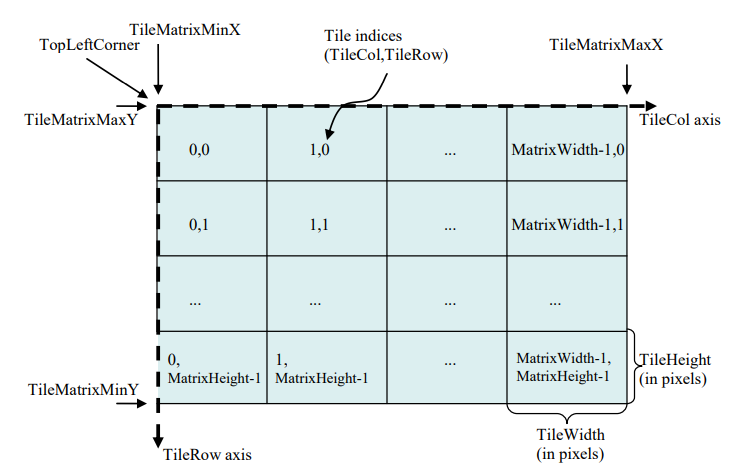 TileMatrixMinX
TopLeftCorner
Tile indices
(TileCol,TileRow)
TileMatrixMaxX
TileMatrixMaxY
TileCol axis
0,0
1,0
...
MatrixWidth-1,0
0,1
1,1
...
MatrixWidth-1,1
...
...
...
...
0,
MatrixHeight-1
1,
MatrixHeight-1
...
MatrixWidth-1,
MatrixHeight-1
TileHeight
(in pixels)
TileMatrixMinY
TileWidth
(in pixels)
TileRow axis